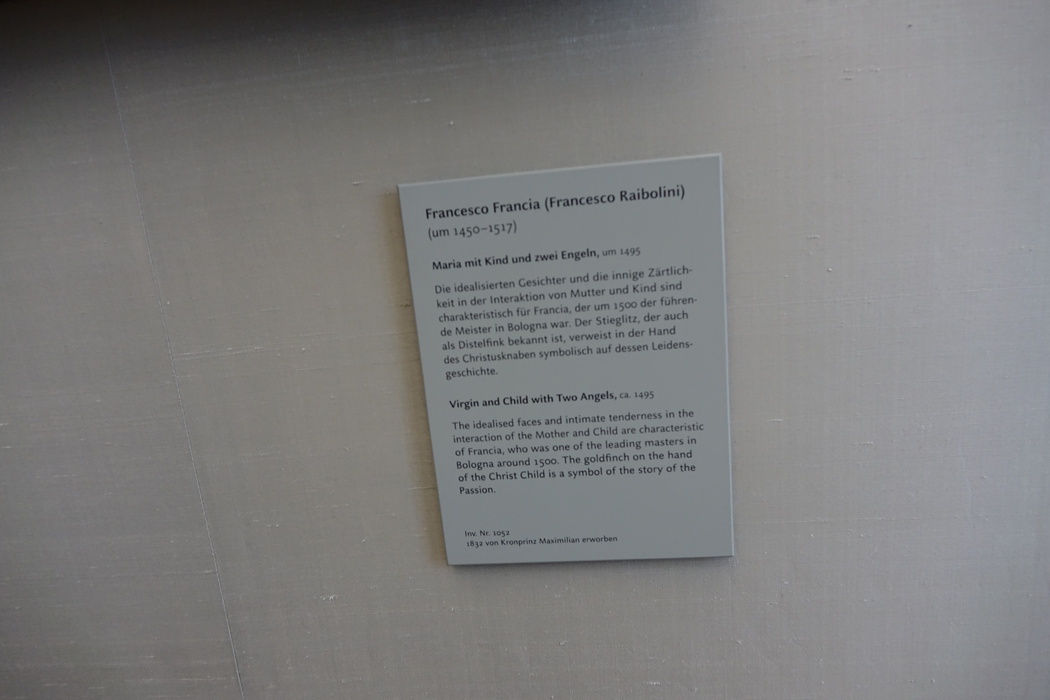 Francesco Francia (Francesco Raibolini)
(um 1450–1517)
Maria mit Kind und zwei Engeln, um 1495
Die idealisierten Gesichter und die innige Zärtlich-
keit in der Interaktion von Mutter und Kind sind
charakteristisch für Francia, der um 1500 der führen-
de Meister in Bologna war. Der Stieglitz, der auch
als Distelfink bekannt ist, verweist in der Hand
des Christusknaben symbolisch auf dessen Leidens-
geschichte.
Virgin and Child with Two Angels, ca. 1495
The idealised faces and intimate tenderness in the
interaction of the Mother and Child are characteristic
of Francia, who was one of the leading masters in
Bologna around 1500. The goldfinch on the hand
of the Christ Child is a symbol of the story of the
Passion.
Inv. Nr. 1052
1832 von Kronprinz Maximilian erworben